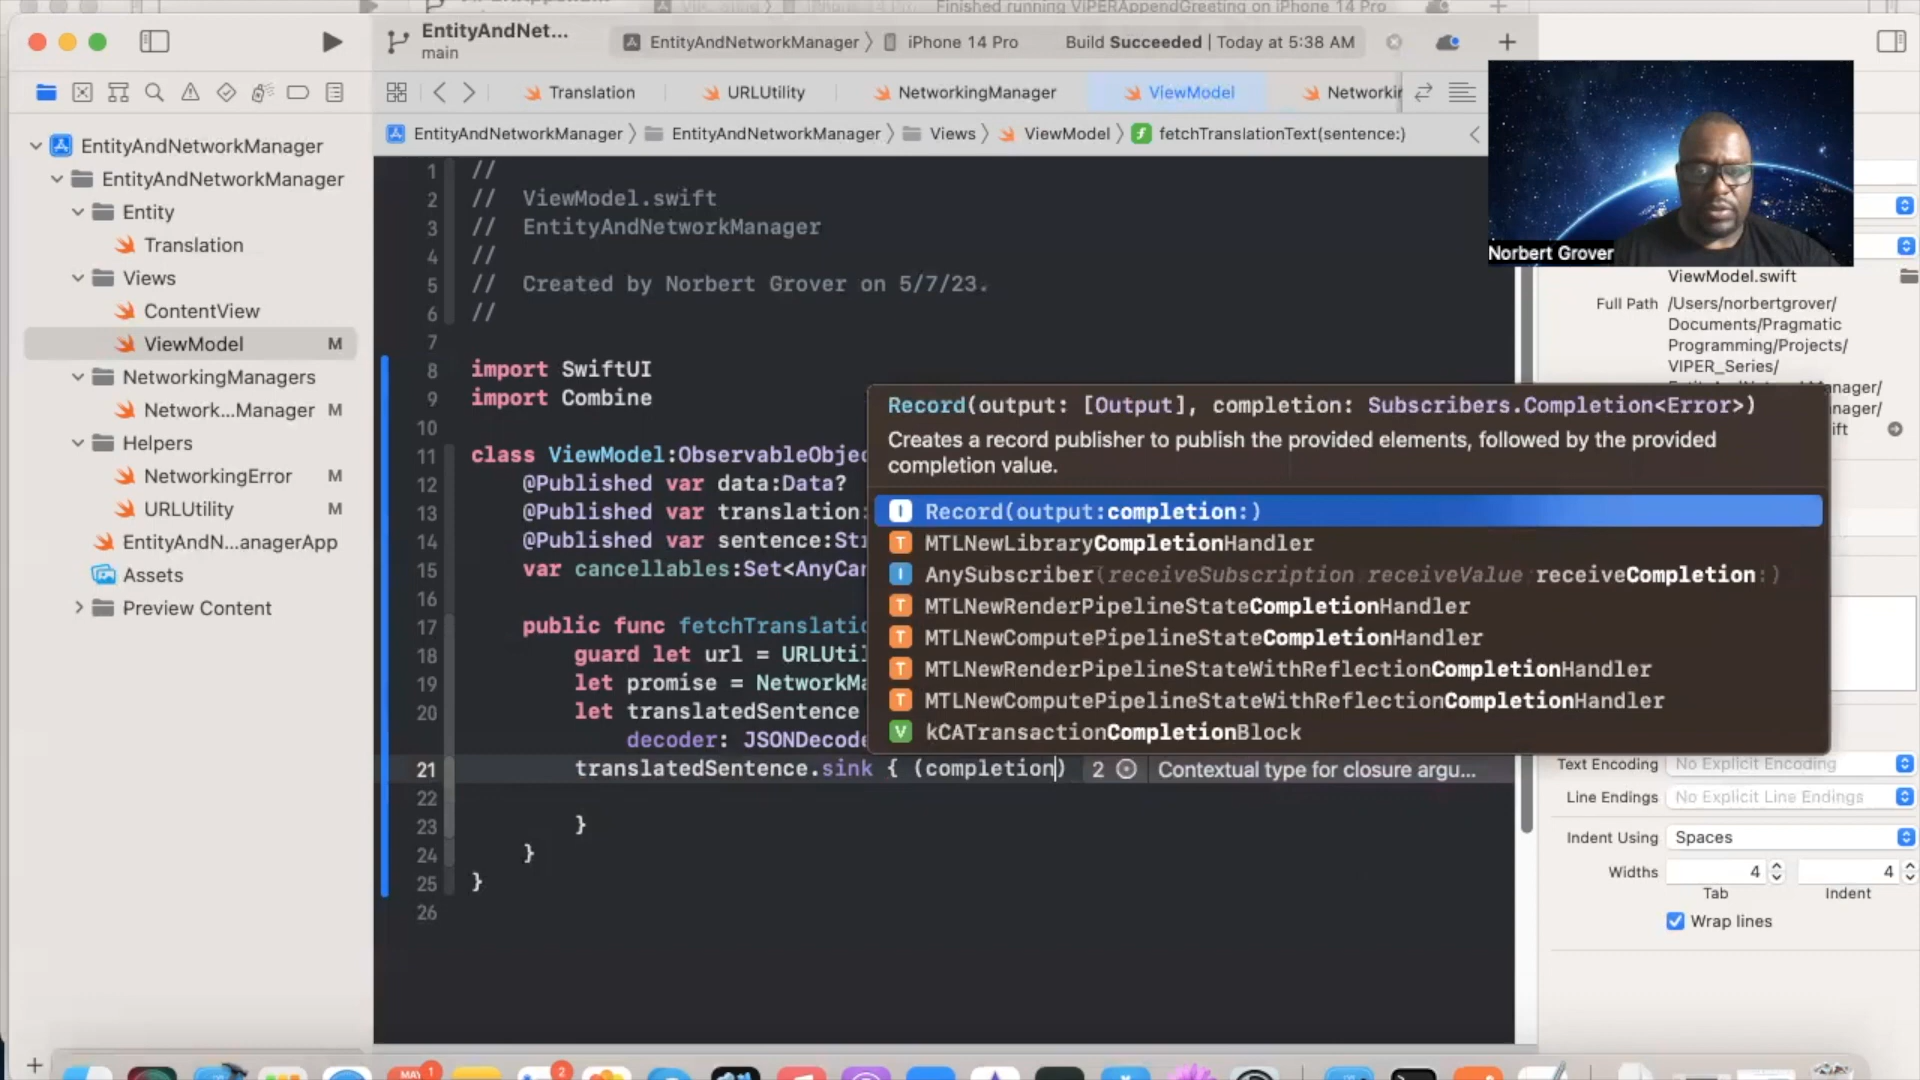 Finished running VIPERAppendGreeting on iPhone 14 Pro
EntityAndNet...
main
EntityAndNetworkManager
iPhone 14 Pro
Build Succeeded | Today at 5:38 AM
Translation
URLUtility
NetworkingManager
ViewModel
Networkin
EntityAndNetworkManager
EntityAndNetworkManager
Views
ViewModel
fetchTranslationText(sentence:)
EntityAndNetworkManager
EntityAndNetworkManager
Entity
Translation
Views
ContentView
ViewModel M
NetworkingManagers
Network...Manager M
Helpers
NetworkingError M
URLUtility M
EntityAndN...anagerApp
Assets
Preview Content
1 //
2 // ViewModel.swift
3 // EntityAndNetworkManager
4 //
5 // Created by Norbert Grover on 5/7/23.
6 //
7
8 import SwiftUI
9 import Combine
10
11 class ViewModel:ObservableObjec
12 @Published var data:Data?
13 @Published var translation:
14 @Published var sentence:Str
15 var cancellables:Set<AnyCan
16
17 public func fetchTranslatio
18 guard let url = URLUtil
19 let promise = NetworkMa
20 let translatedSentence
decoder: JSONDecode
21 translatedSentence.sink { (completion) 2 Contextual type for closure argu...
22
23 }
24 }
25 }
26
Record(output: [Output], completion: Subscribers.Completion<Error>)
Creates a record publisher to publish the provided elements, followed by the provided
completion value.
Record(output:completion:)
MTLNewLibraryCompletionHandler
AnySubscriber(receiveSubscription receiveValue receiveCompletion:)
MTLNewRenderPipelineStateCompletionHandler
MTLNewComputePipelineStateCompletionHandler
MTLNewRenderPipelineStateWithReflectionCompletionHandler
MTLNewComputePipelineStateWithReflectionCompletionHandler
kCATransactionCompletionBlock
Norbert Grover
ViewModel.swift
Full Path /Users/norbertgrover/
Documents/Pragmatic
Programming/Projects/
VIPER_Series/
anager/
ager/
ift
Text Encoding No Explicit Encoding
Line Endings No Explicit Line Endings
Indent Using Spaces
Widths 4 4
Tab Indent
Wrap lines
MAY 1
2